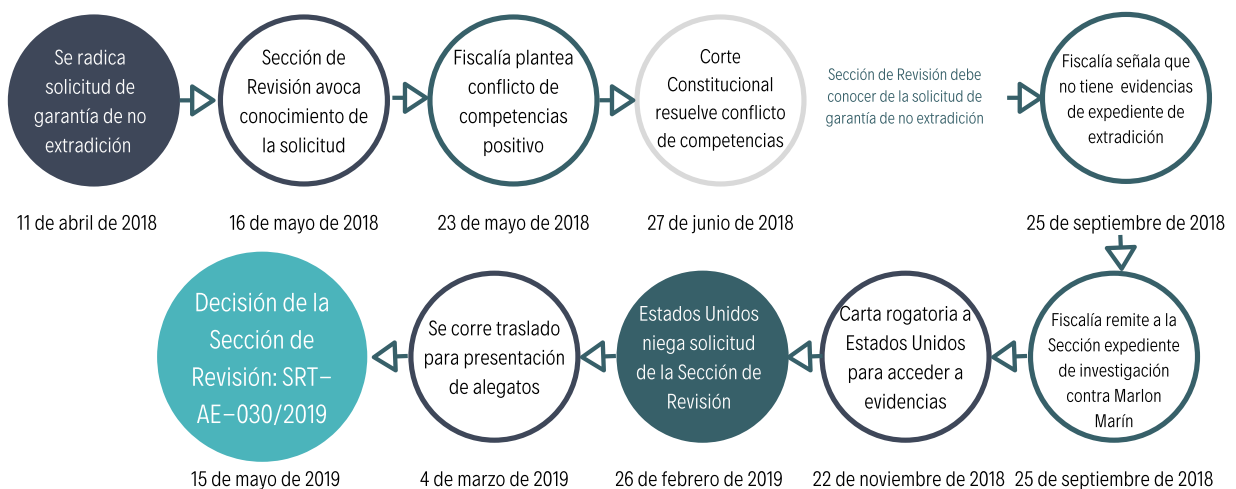 Se radica
solicitud de
garantía de no
extradición
11 de abril de 2018
Sección de
Revisión avoca
conocimiento de
la solicitud
16 de mayo de 2018
Fiscalía plantea
conflicto de
competencias
positivo
23 de mayo de 2018
Corte
Constitucional
resuelve conflicto
de competencias
27 de junio de 2018
Sección de Revisión debe
conocer de la solicitud de
garantía de no extradición
Fiscalía señala que
no tiene evidencias
de expediente de
extradición
25 de septiembre de 2018
Fiscalía remite a la
Sección expediente
de investigación
contra Marlon
Marín
25 de septiembre de 2018
Carta rogatoria a
Estados Unidos
para acceder a
evidencias
22 de noviembre de 2018
Estados Unidos
niega solicitud
de la Sección de
Revisión
26 de febrero de 2019
Se corre traslado
para presentación
de alegatos
4 de marzo de 2019
Decisión de la
Sección de
Revisión: SRT–
AE–030/2019
15 de mayo de 2019